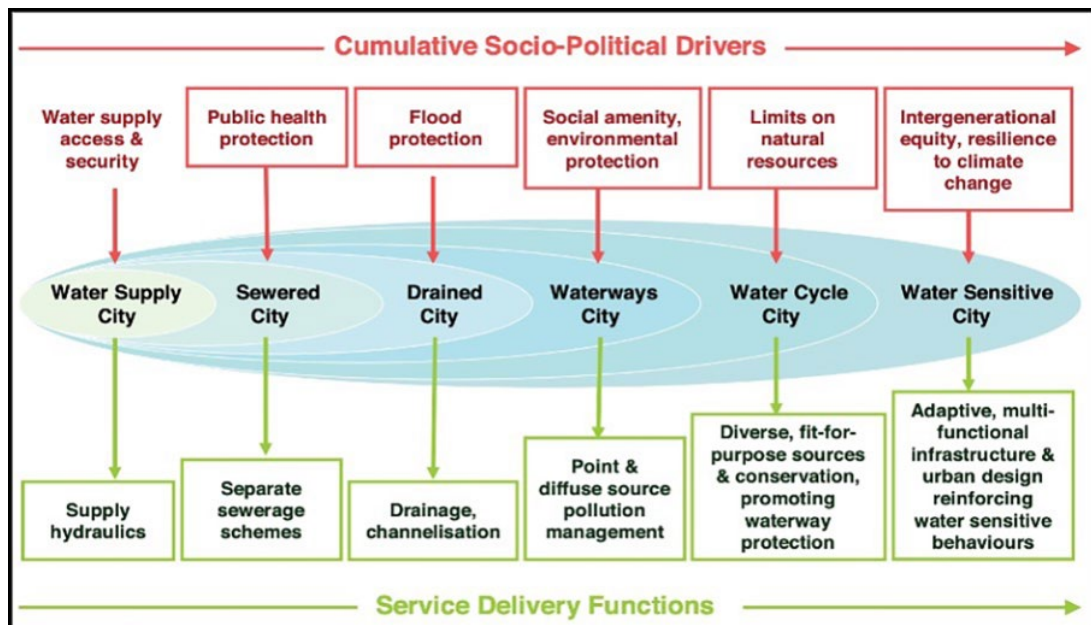 Cumulative Socio-Political Drivers
Water supply
access &
security
Public health
protection
Flood
protection
Social amenity,
environmental
protection
Limits on
natural
resources
Intergenerational
equity, resilience
to climate
change
Water Supply
City
Sewered
City
Drained
City
Waterways
City
Water Cycle
City
Water Sensitive
City
Supply
hydraulics
Separate
sewerage
schemes
Drainage,
channelisation
Point &
diffuse source
pollution
management
Diverse, fit-for-
purpose sources
& conservation,
promoting
waterway
protection
Adaptive, multi-
functional
infrastructure &
urban design
reinforcing
water sensitive
behaviours
Service Delivery Functions